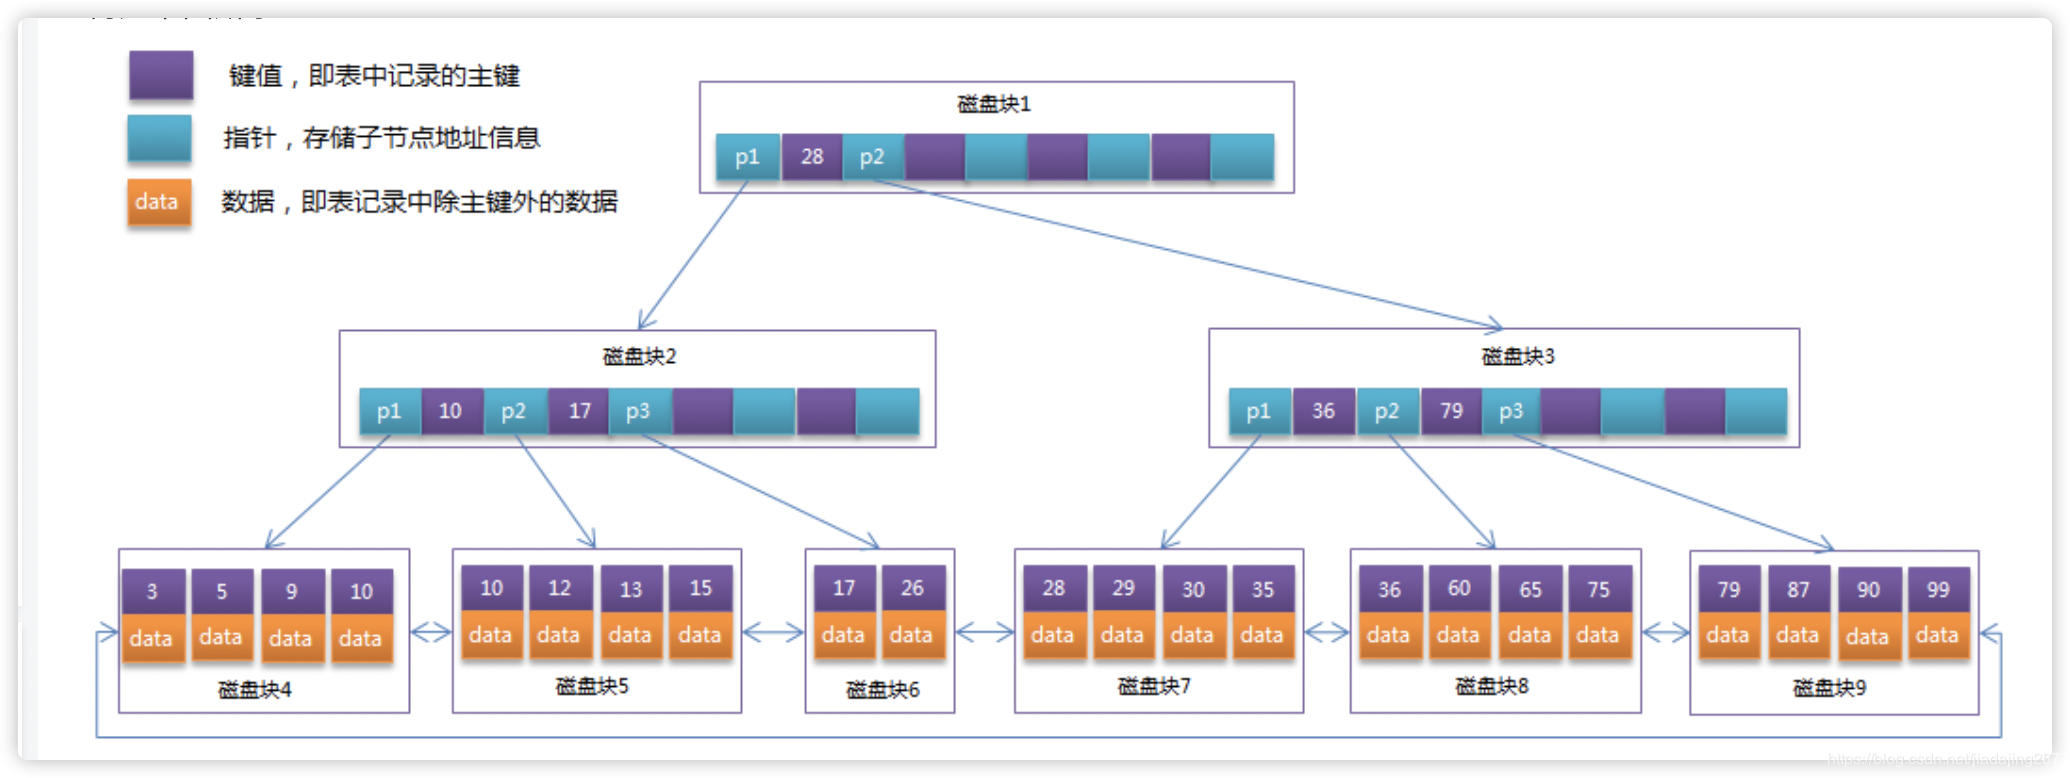 键值，即表中记录的主键
指针，存储子节点地址信息
data 数据，即表记录中除主键外的数据
磁盘块1
p1 28 p2
磁盘块2
p1 10 p2 17 p3
磁盘块3
p1 36 p2 79 p3
3 5 9 10
data data data data
磁盘块4
10 12 13 15
data data data data
磁盘块5
17 26
data data
磁盘块6
28 29 30 35
data data data data
磁盘块7
36 60 65 75
data data data data
磁盘块8
79 87 90 99
data data data data
磁盘块9